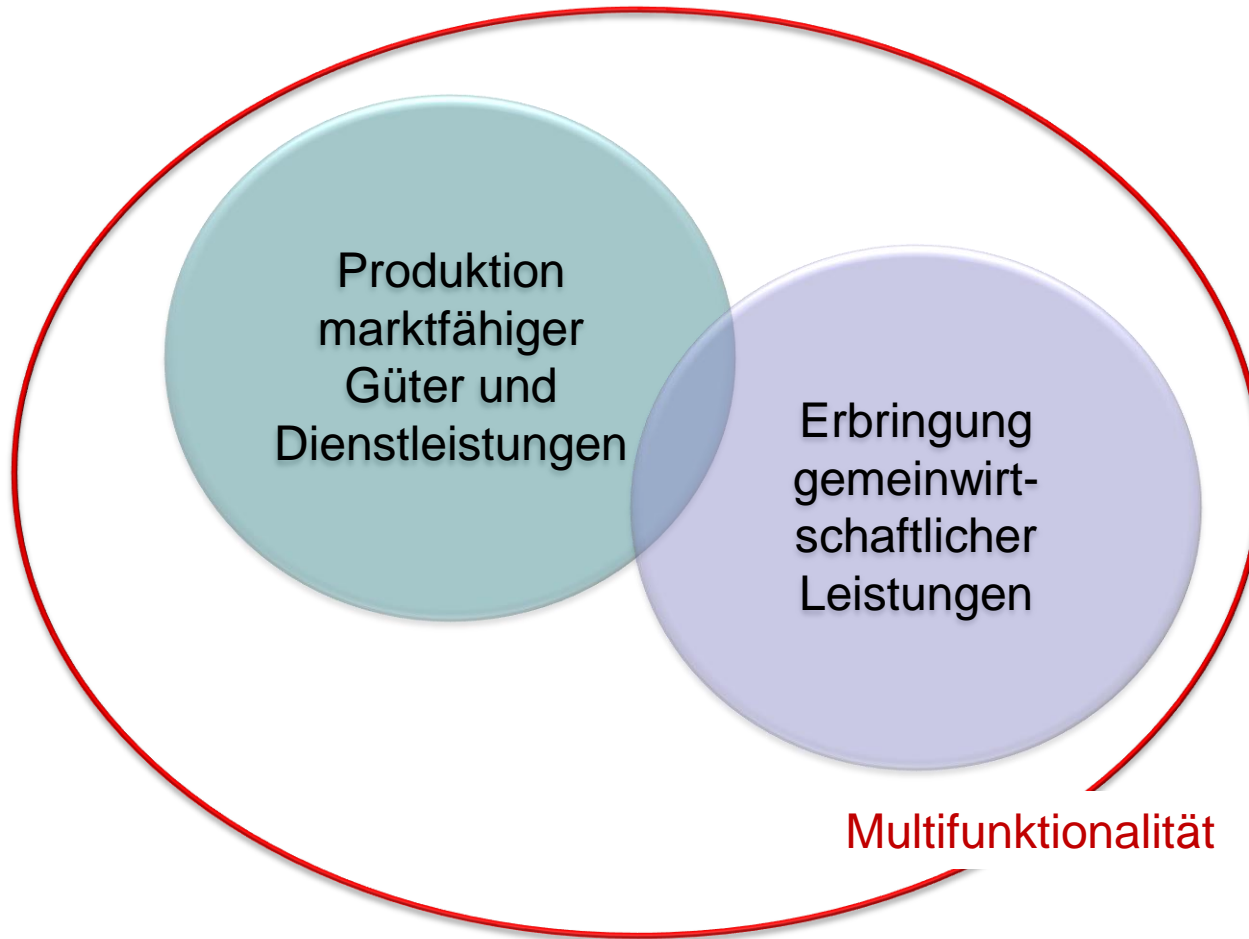 Produktion
marktfähiger
Güter und
Dienstleistungen
Erbringung
gemeinwirt-
schaftlicher
Leistungen
Multifunktionalität